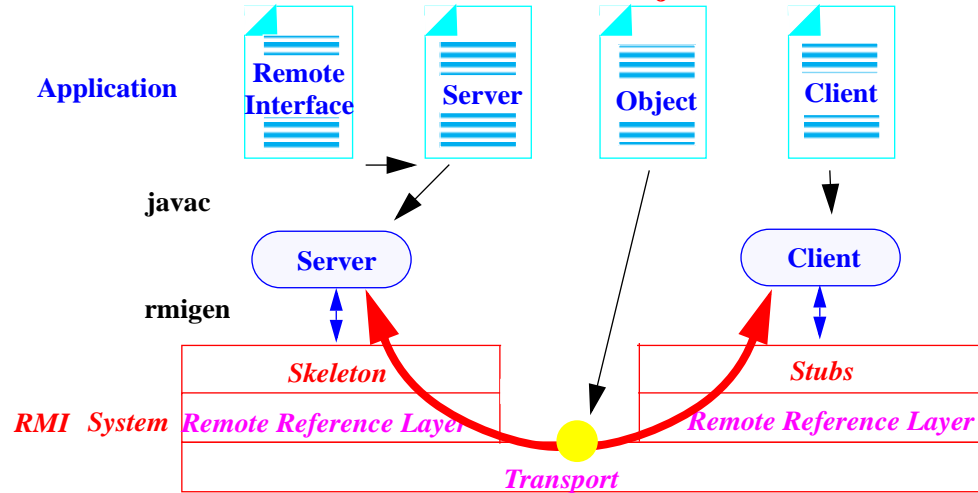 Application
Remote
Interface
Server
Object
Client
javac
Server
Client
rmigen
Skeleton
Stubs
RMI System
Remote Reference Layer
Remote Reference Layer
Transport